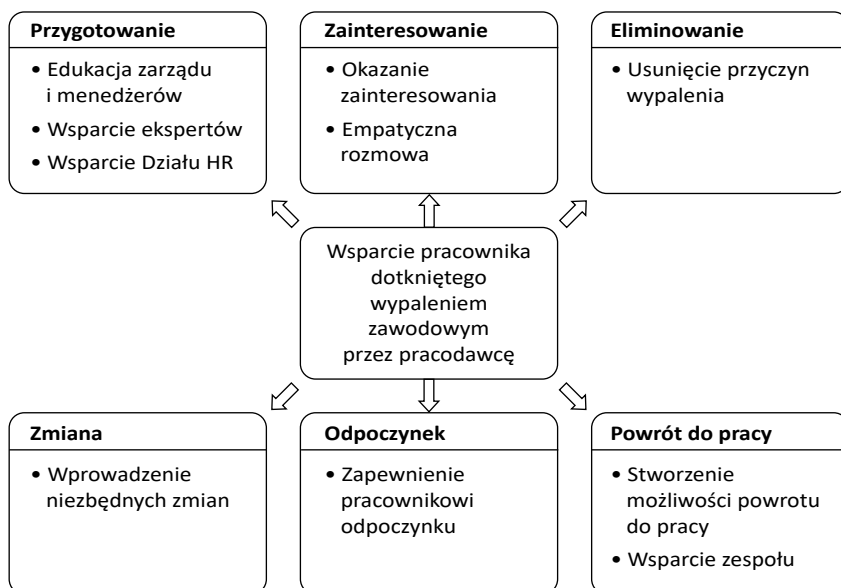 Przygotowanie
• Edukacja zarządu
i menedżerów
• Wsparcie ekspertów
• Wsparcie Działu HR
Zainteresowanie
• Okazanie
zainteresowania
• Empatyczna
rozmowa
Eliminowanie
• Usunięcie przyczyn
wypalenia
Wsparcie pracownika
dotkniętego
wypaleniem
zawodowym
przez pracodawcę
Zmiana
• Wprowadzenie
niezbędnych zmian
Odpoczynek
• Zapewnienie
pracownikowi
odpoczynku
Powrót do pracy
• Stworzenie
możliwości powrotu
do pracy
• Wsparcie zespołu